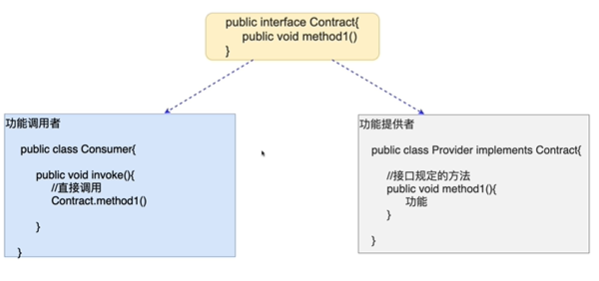 public interface Contract{
public void method1()
}
功能调用者
public class Consumer{
public void invoke(){
//直接调用
Contract.method1()
}
}
功能提供者
public class Provider implements Contract{
//接口规定的方法
public void method1(){
功能
}
}